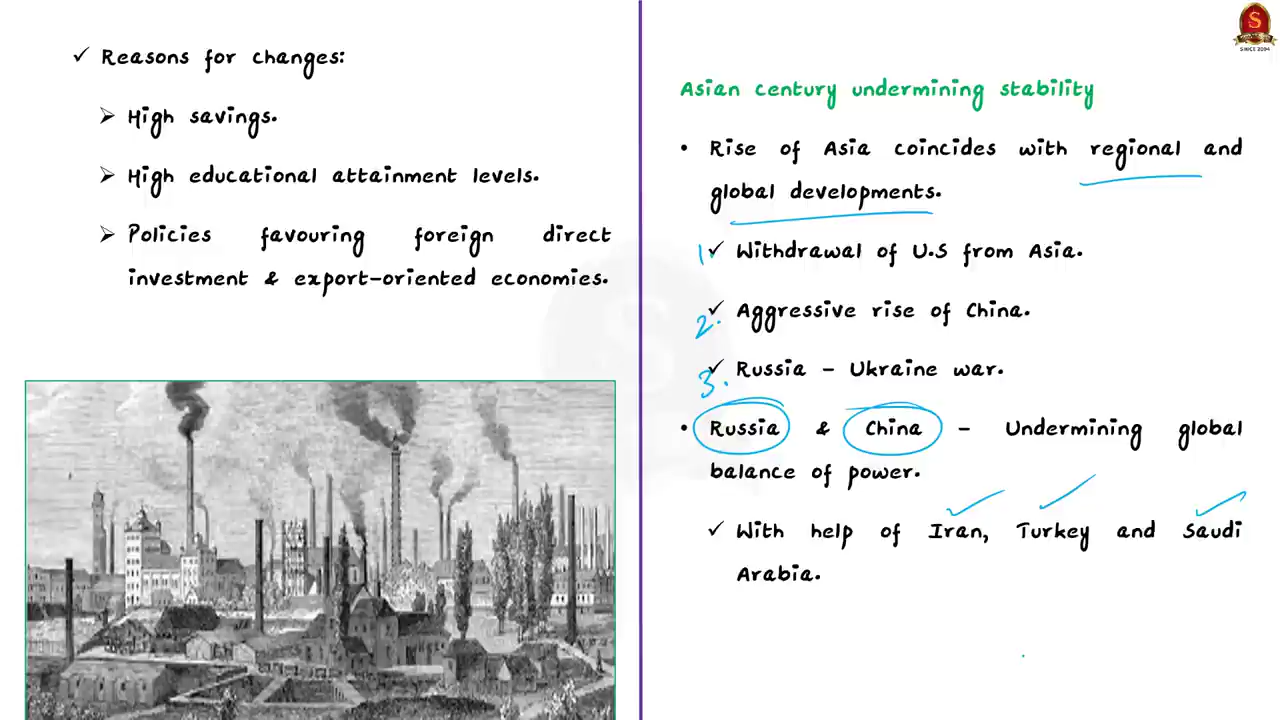 ✓ Reasons for changes:
➢ High savings.
➢ High educational attainment levels.
➢ Policies favouring foreign direct
investment & export-oriented economies.
S
SINCE 2004
Asian century undermining stability
• Rise of Asia coincides with regional and
global developments.
1. ✓ Withdrawal of U.S from Asia.
2. ✓ Aggressive rise of China.
3. ✓ Russia - Ukraine war.
• Russia & China - Undermining global
balance of power.
✓ With help of Iran, Turkey and Saudi
Arabia.